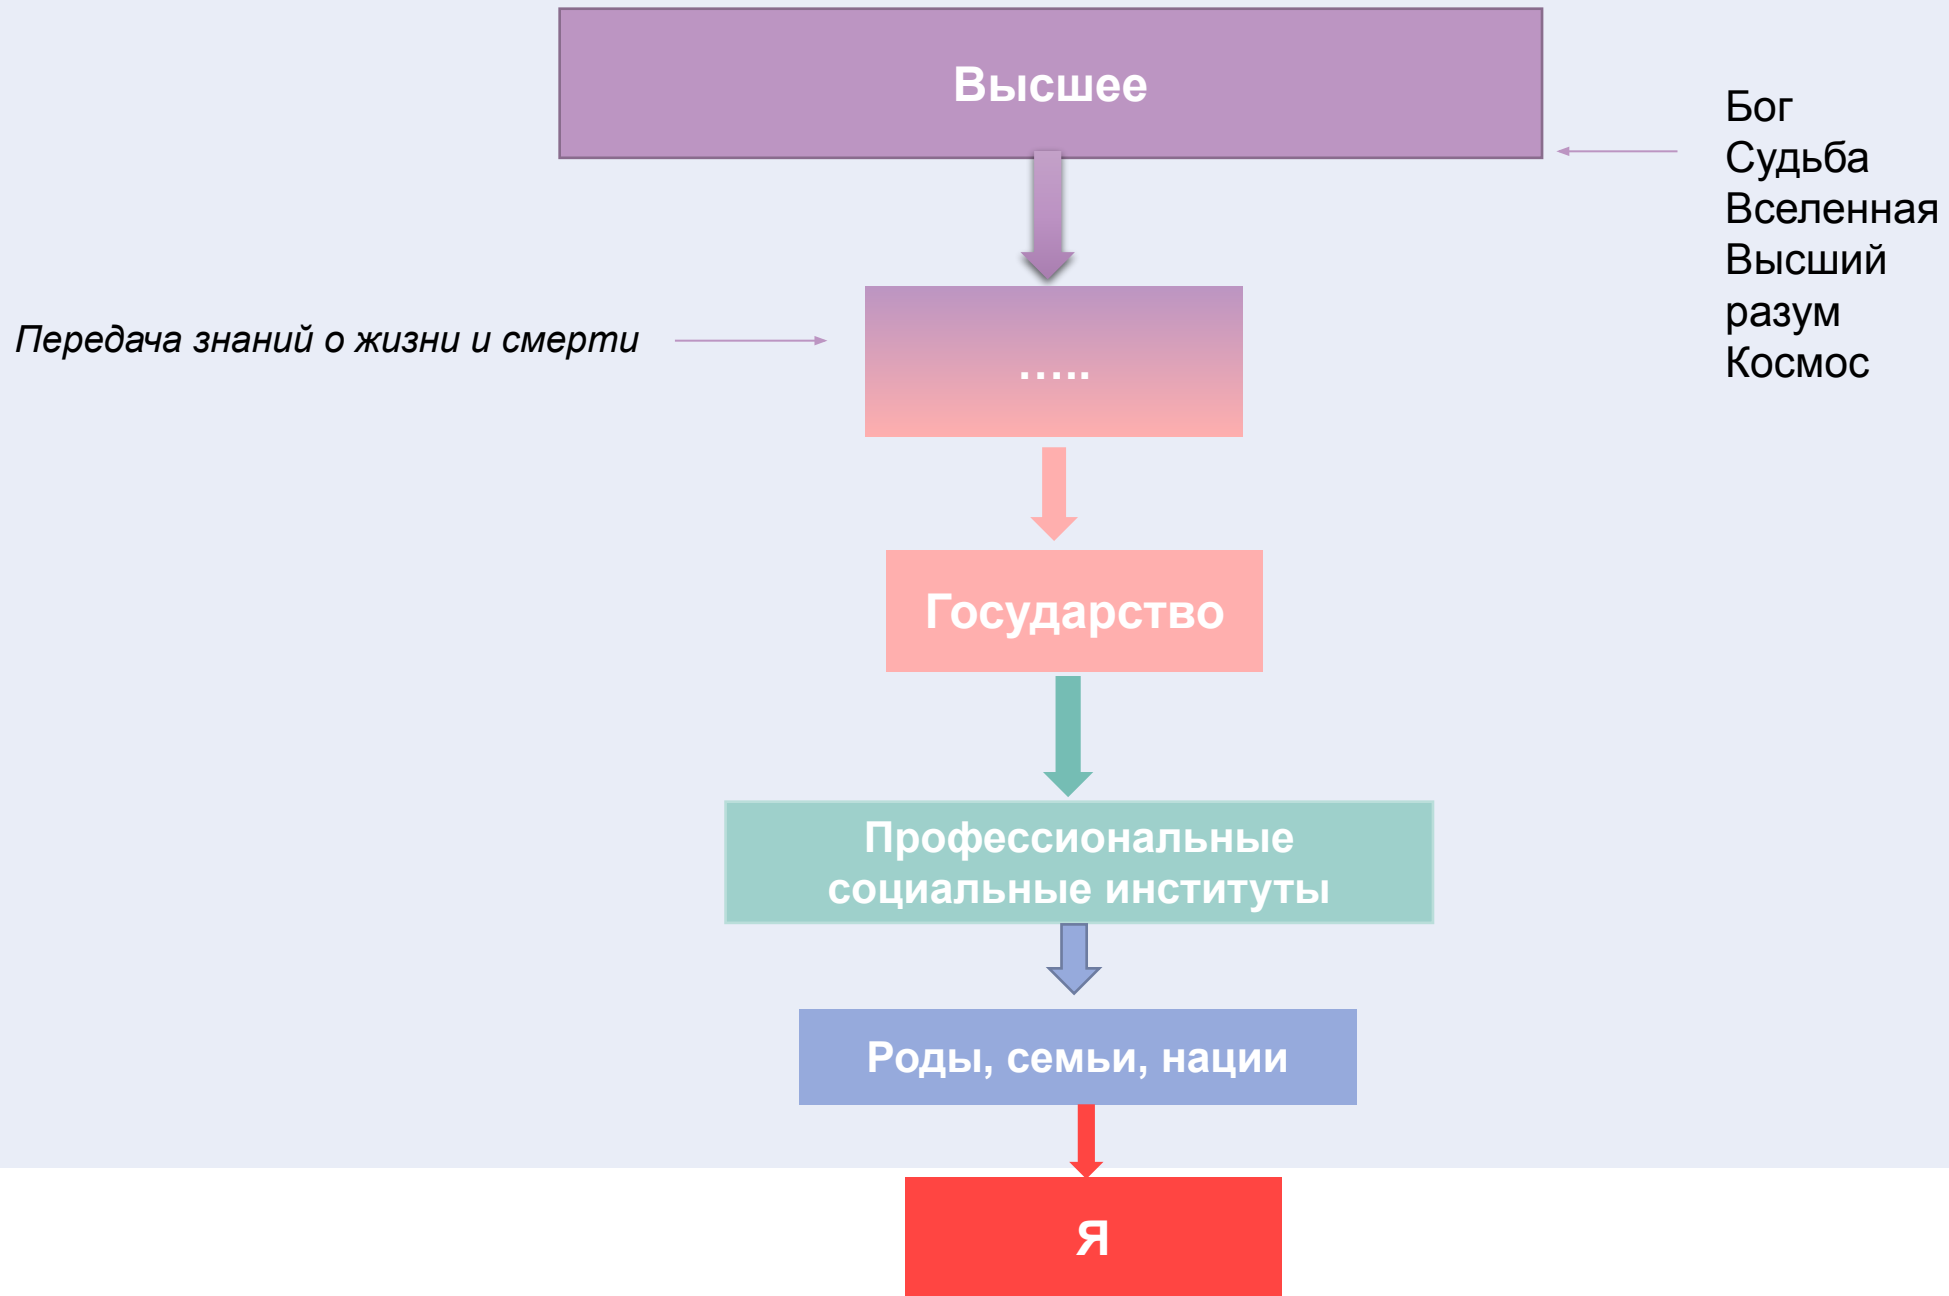 Высшее
Бог
Судьба
Вселенная
Высший
разум
Космос
Передача знаний о жизни и смерти
…..
Государство
Профессиональные
социальные институты
Роды, семьи, нации
Я